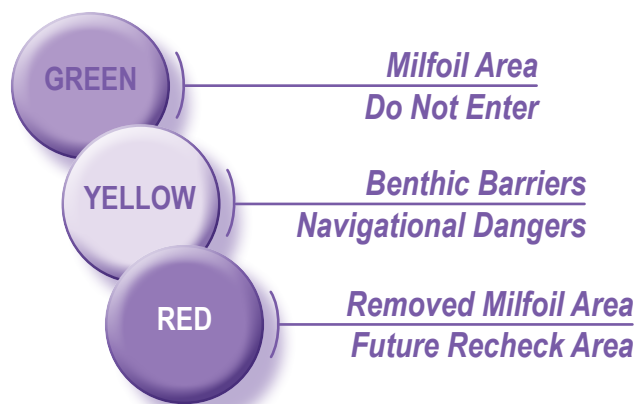 GREEN
Milfoil Area
Do Not Enter
YELLOW
Benthic Barriers
Navigational Dangers
RED
Removed Milfoil Area
Future Recheck Area